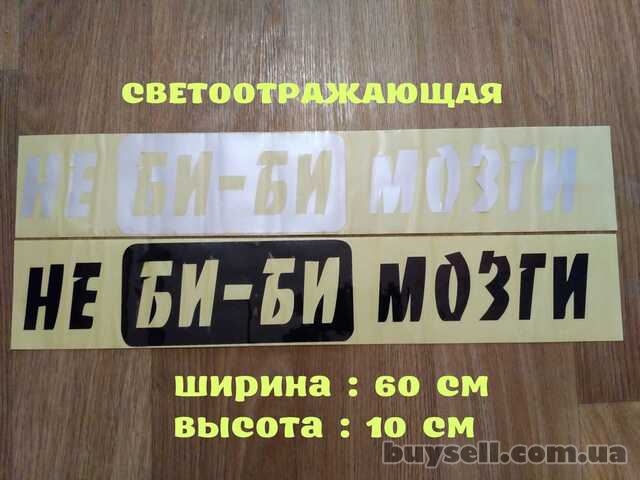 СВЕТООТРАЖАЮЩАЯ
НЕ БИ-БИ МОЗГИ
НЕ БИ-БИ МОЗГИ
ширина : 60 см
высота : 10 см
buysell.com.ua